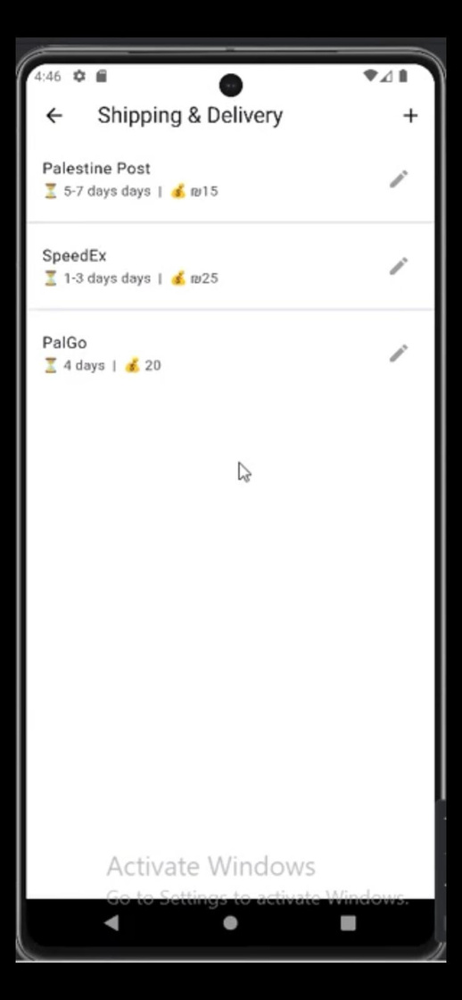 4:46
Shipping & Delivery
Palestine Post
⏳ 5-7 days days | 💰 ₪15
SpeedEx
⏳ 1-3 days days | 💰 ₪25
PalGo
⏳ 4 days | 💰 20
Activate Windows
Go to Settings to activate Windows.